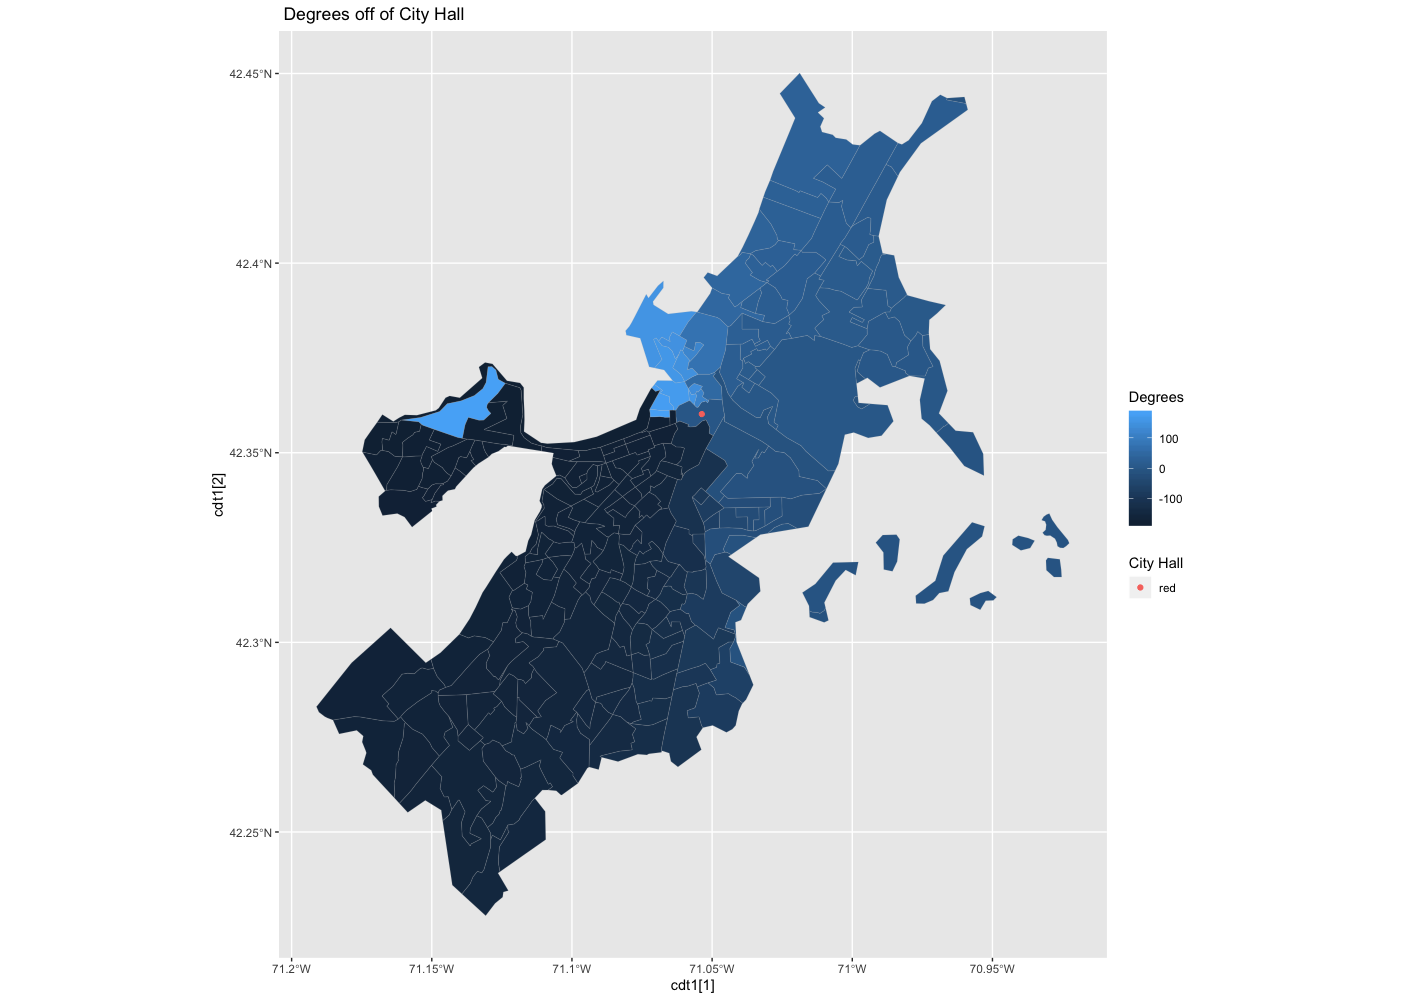 Degrees off of City Hall
42.45°N
42.4°N
42.35°N
42.3°N
42.25°N
cdt1[2]
71.2°W
71.15°W
71.1°W
71.05°W
71°W
70.95°W
cdt1[1]
Degrees
100
0
-100
City Hall
red